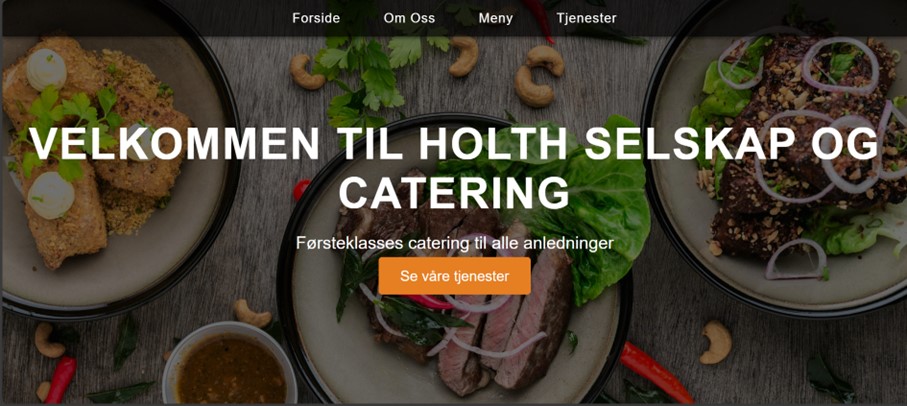 Forside Om Oss Meny Tjenester
VELKOMMEN TIL HOLTH SELSKAP OG
CATERING
Førsteklasses catering til alle anledninger
Se våre tjenester